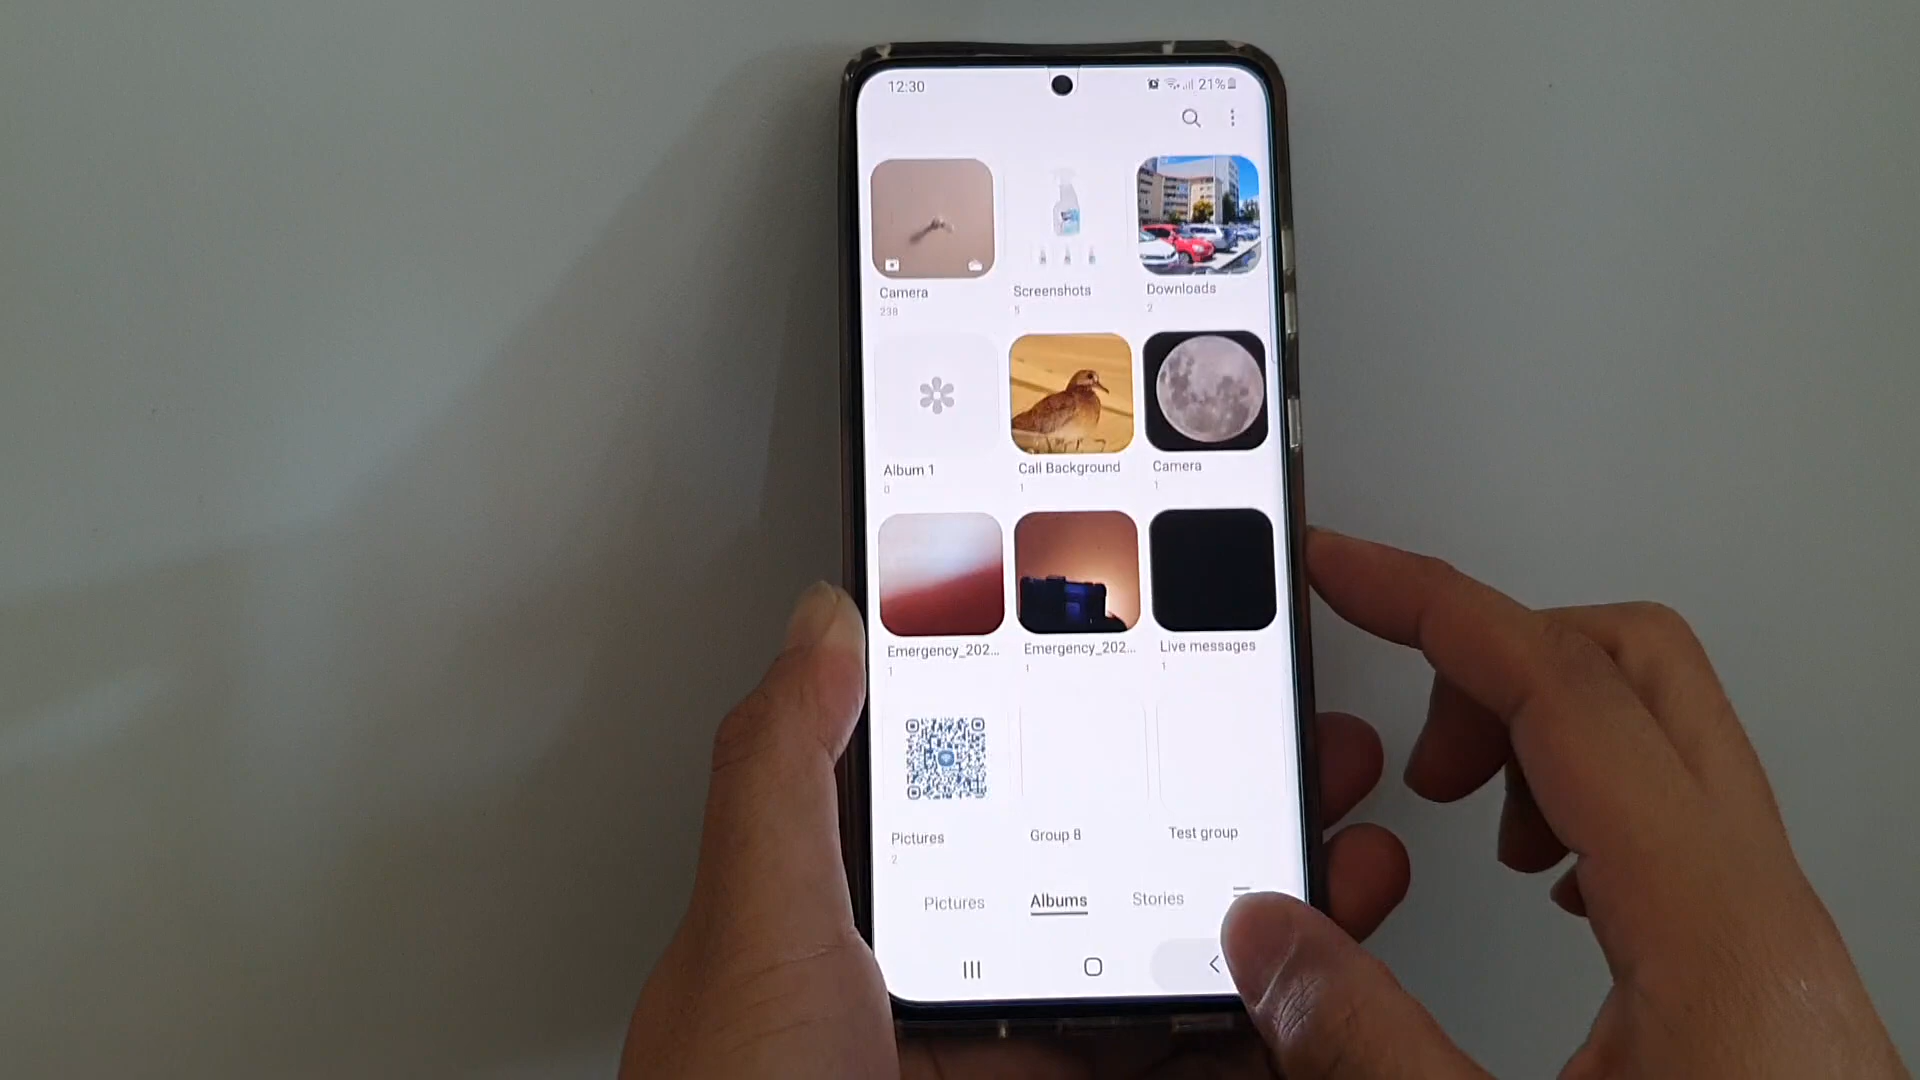 12:30 21%
Camera Screenshots Downloads
238 5 2
Album 1 Call Background Camera
0 1 1
Emergency_202... Emergency_202... Live messages
1 1 1
Pictures Group 8 Test group
2
Pictures Albums Stories